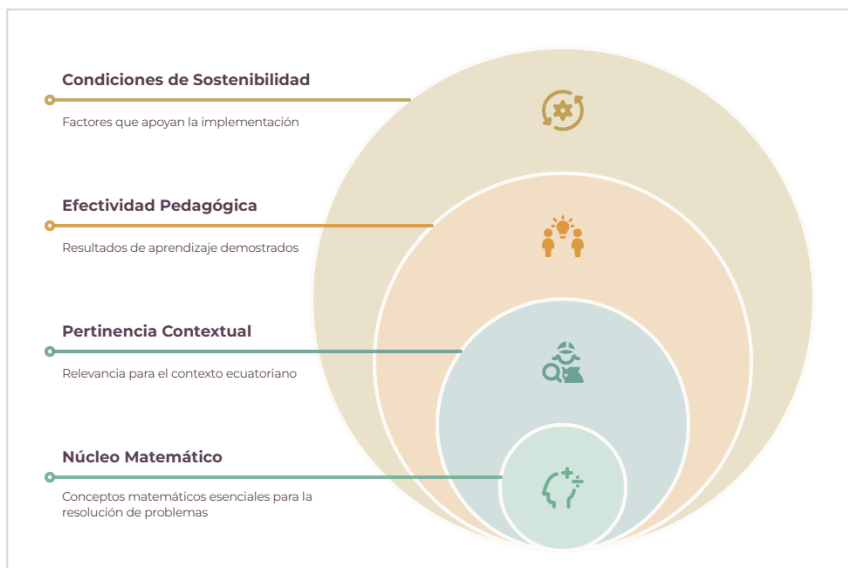 Condiciones de Sostenibilidad
Factores que apoyan la implementación
Efectividad Pedagógica
Resultados de aprendizaje demostrados
Pertinencia Contextual
Relevancia para el contexto ecuatoriano
Núcleo Matemático
Conceptos matemáticos esenciales para la
resolución de problemas